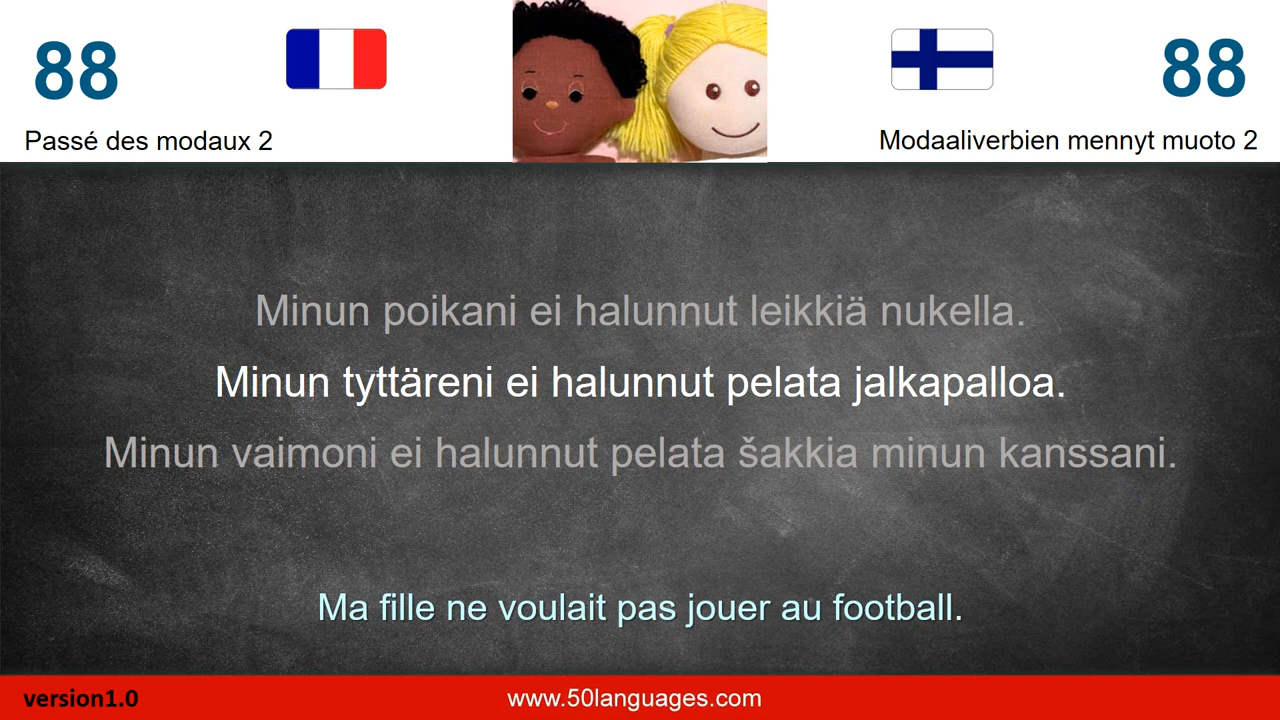 88
88
Passé des modaux 2
Modaaliverbien mennyt muoto 2
Minun poikani ei halunnut leikkiä nukella.
Minun tyttäreni ei halunnut pelata jalkapalloa.
Minun vaimoni ei halunnut pelata šakkia minun kanssani.
Ma fille ne voulait pas jouer au football.
version1.0
www.50languages.com